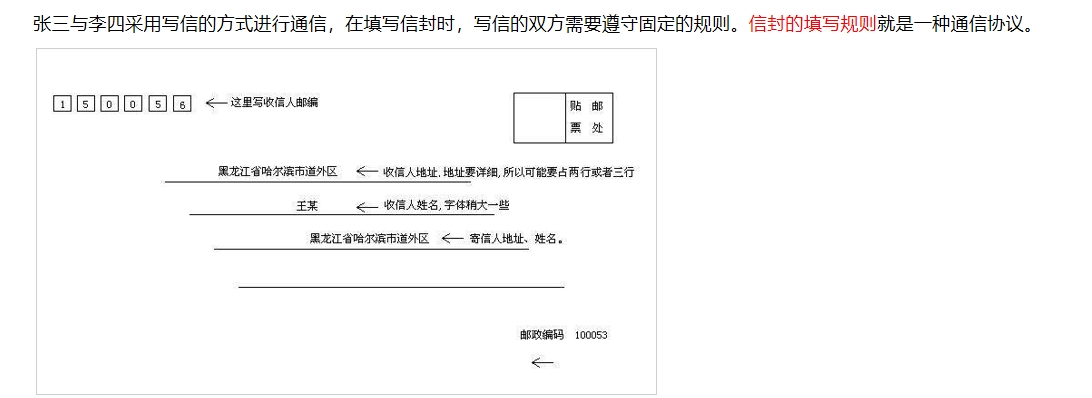 张三与李四采用写信的方式进行通信，在填写信封时，写信的双方需要遵守固定的规则。信封的填写规则就是一种通信协议。
1 5 0 0 5 6 这里写收信人邮编
贴 邮
票 处
黑龙江省哈尔滨市道外区 收信人地址.地址要详细,所以可能要占两行或者三行
王某 收信人姓名,字体稍大一些
黑龙江省哈尔滨市道外区 寄信人地址、姓名。
邮政编码 100053